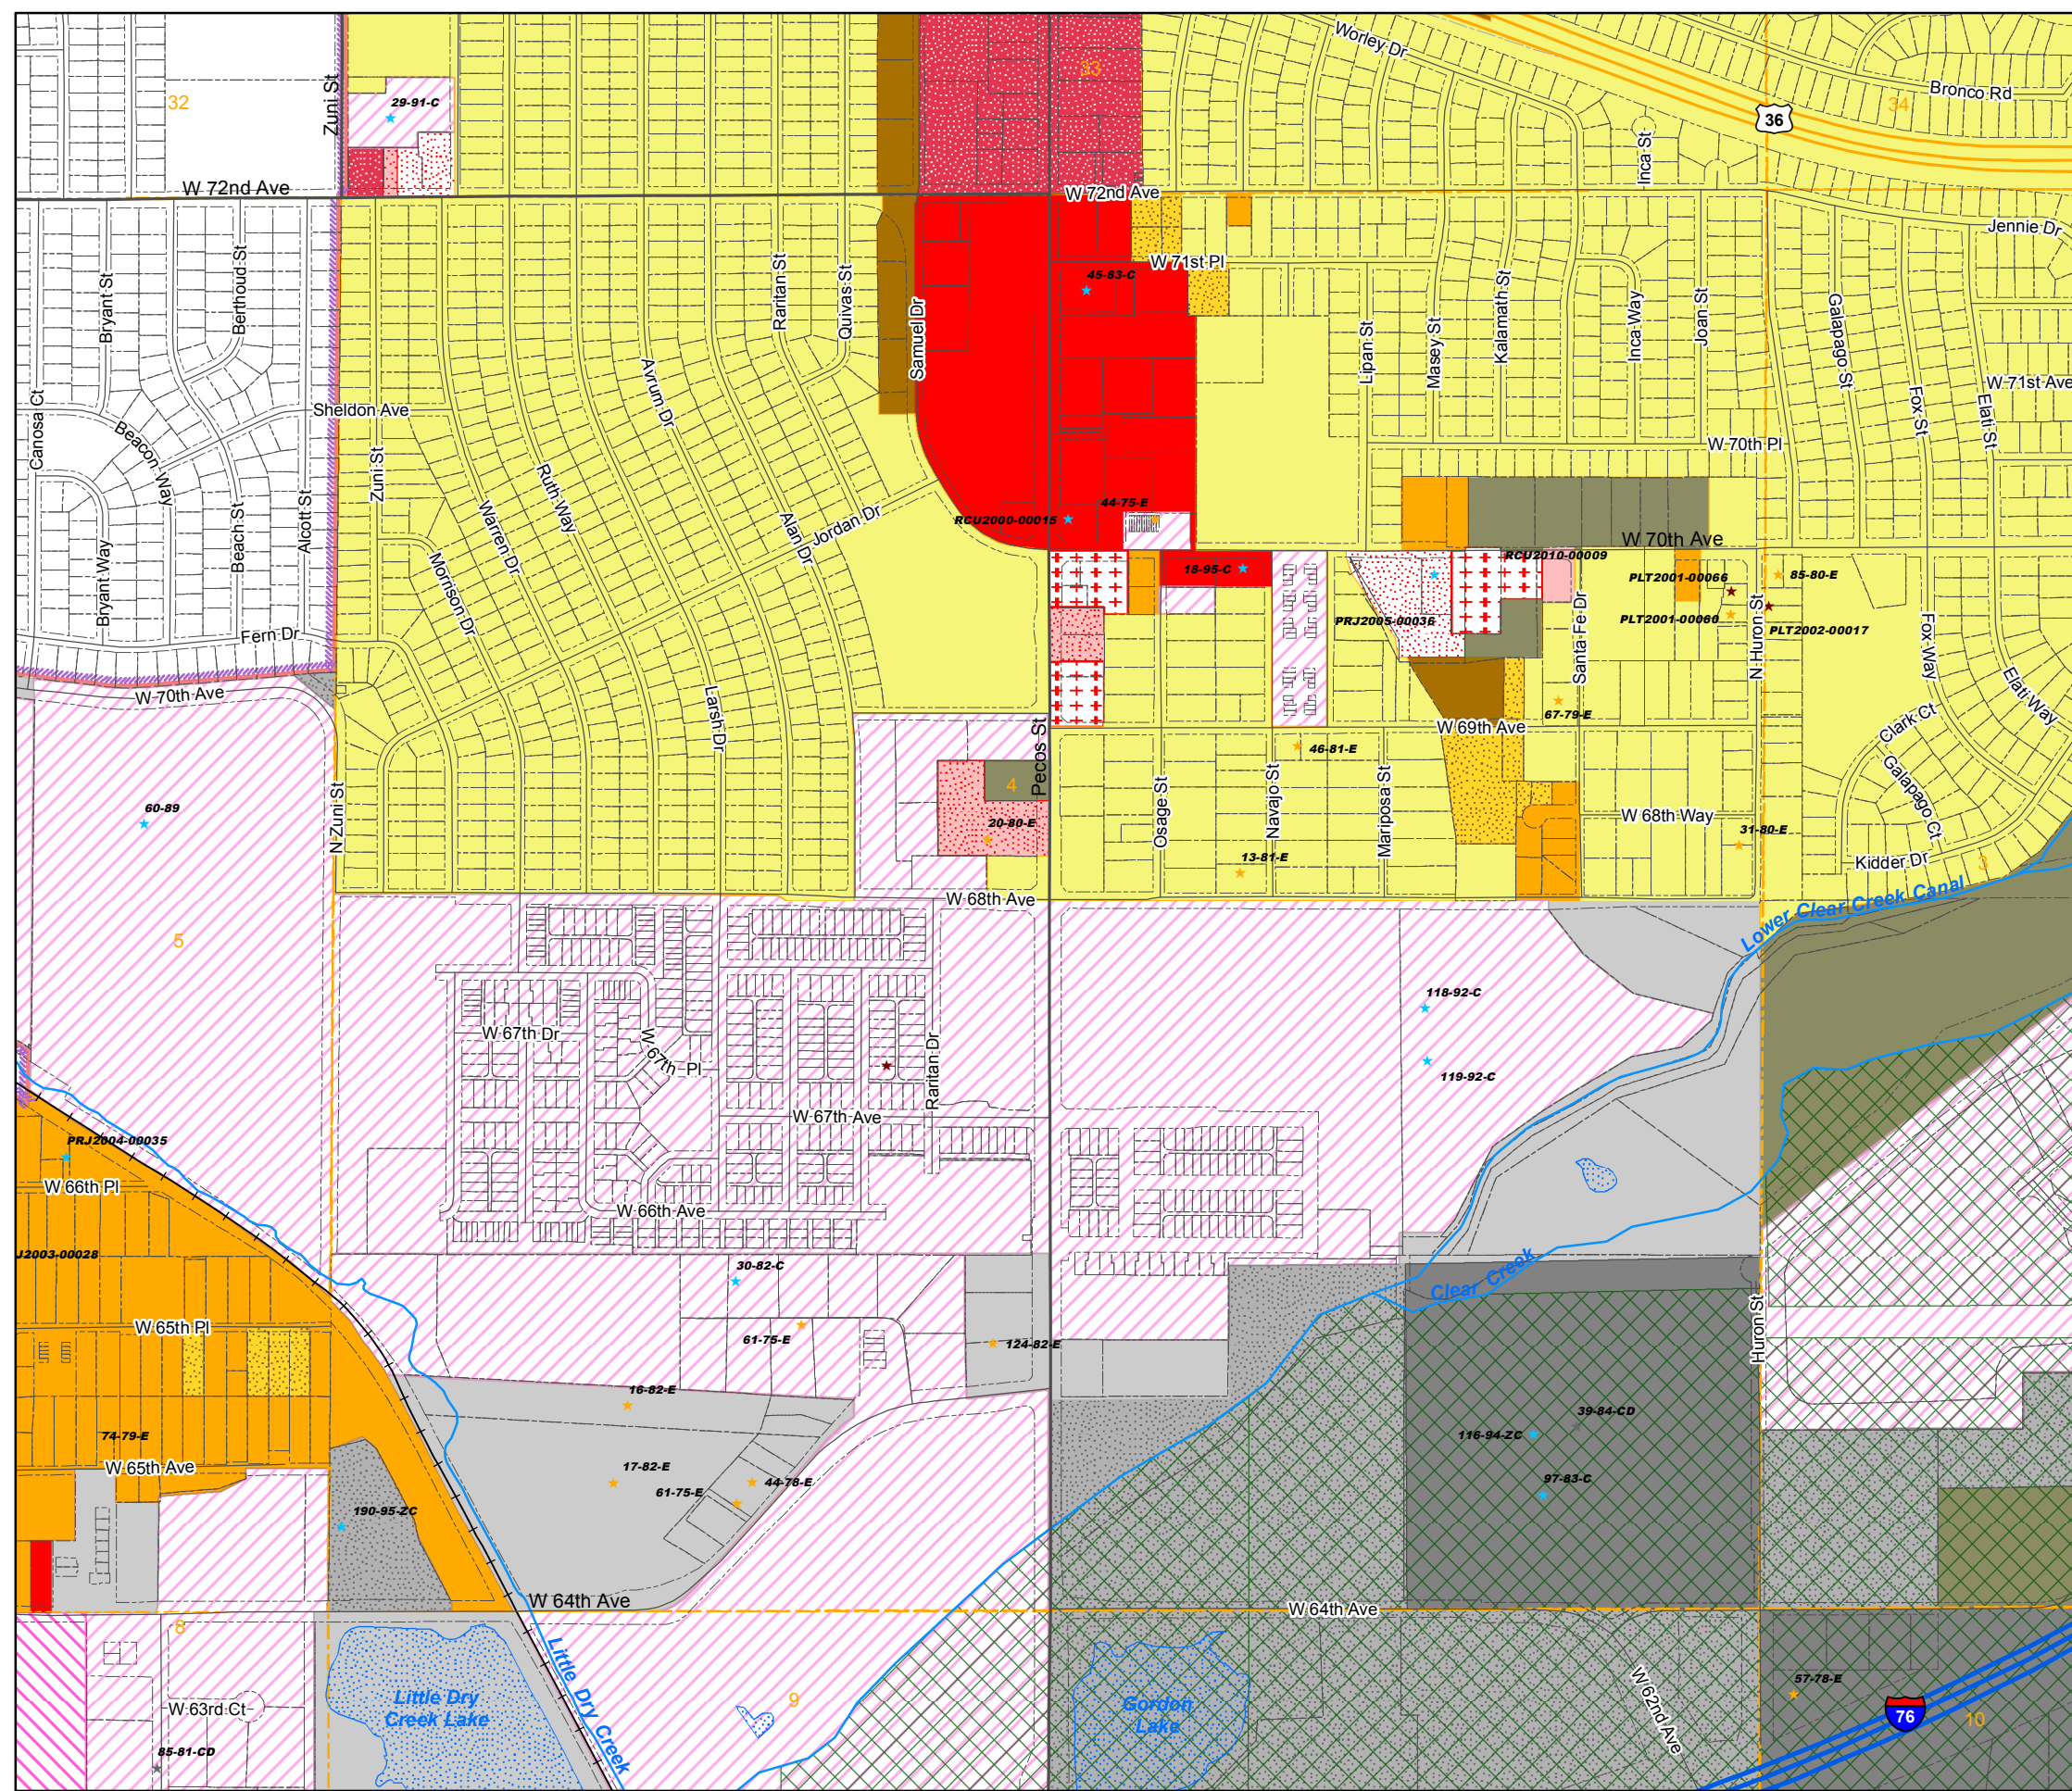 Worley Dr
33
Bronco Rd
34
36
32
Zuni St
29-91-C
Inca St
W 72nd Ave
W 72nd Ave
Jennie Dr
W 71st Pl
45-83-C
Bryant St
Berthoud St
Raritan St
Quivas St
Samuel Dr
Lipan St
Masey St
Kalamath St
Inca Way
Joan St
Galapago St
Fox St
Elati St
W 71st Ave
Avrum Dr
Canosa Ct
Sheldon Ave
Beacon Way
W 70th Pl
Zuni St
Ruth Way
Alcott St
Beach St
Warren Dr
Alan Dr
Jordan Dr
44-75-E
RCU2000-00015
W 70th Ave
RCU2010-00009
Bryant Way
Morrison Dr
18-95-C
PLT2001-00066
85-80-E
PRJ2005-00036
PLT2001-00060
PLT2002-00017
Santa Fe Dr
N Huron St
Fox Way
Elati Way
Fern Dr
W 70th Ave
Larsh Dr
67-79-E
W 69th Ave
Clark Ct
Pecos St
46-81-E
4
Galapago Ct
60-89
N Zuni St
20-80-E
Osage St
Navajo St
Mariposa St
W 68th Way
31-80-E
13-81-E
Kidder Dr
3
W 68th Ave
Lower Clear Creek Canal
5
118-92-C
W 67th Dr
W 67th Pl
Raritan Dr
119-92-C
W 67th Ave
PRJ2004-00035
W 66th Pl
W 66th Ave
J2003-00028
30-82-C
Clear Creek
W 65th Pl
61-75-E
124-82-E
Huron St
16-82-E
39-84-CD
74-79-E
116-94-ZC
W 65th Ave
17-82-E
61-75-E
44-78-E
97-83-C
190-95-ZC
W 64th Ave
W 64th Ave
8
Little Dry Creek
57-78-E
W 62nd Ave
W 63rd Ct
Little Dry
Creek Lake
9
Gordon
Lake
76
10
85-81-CD